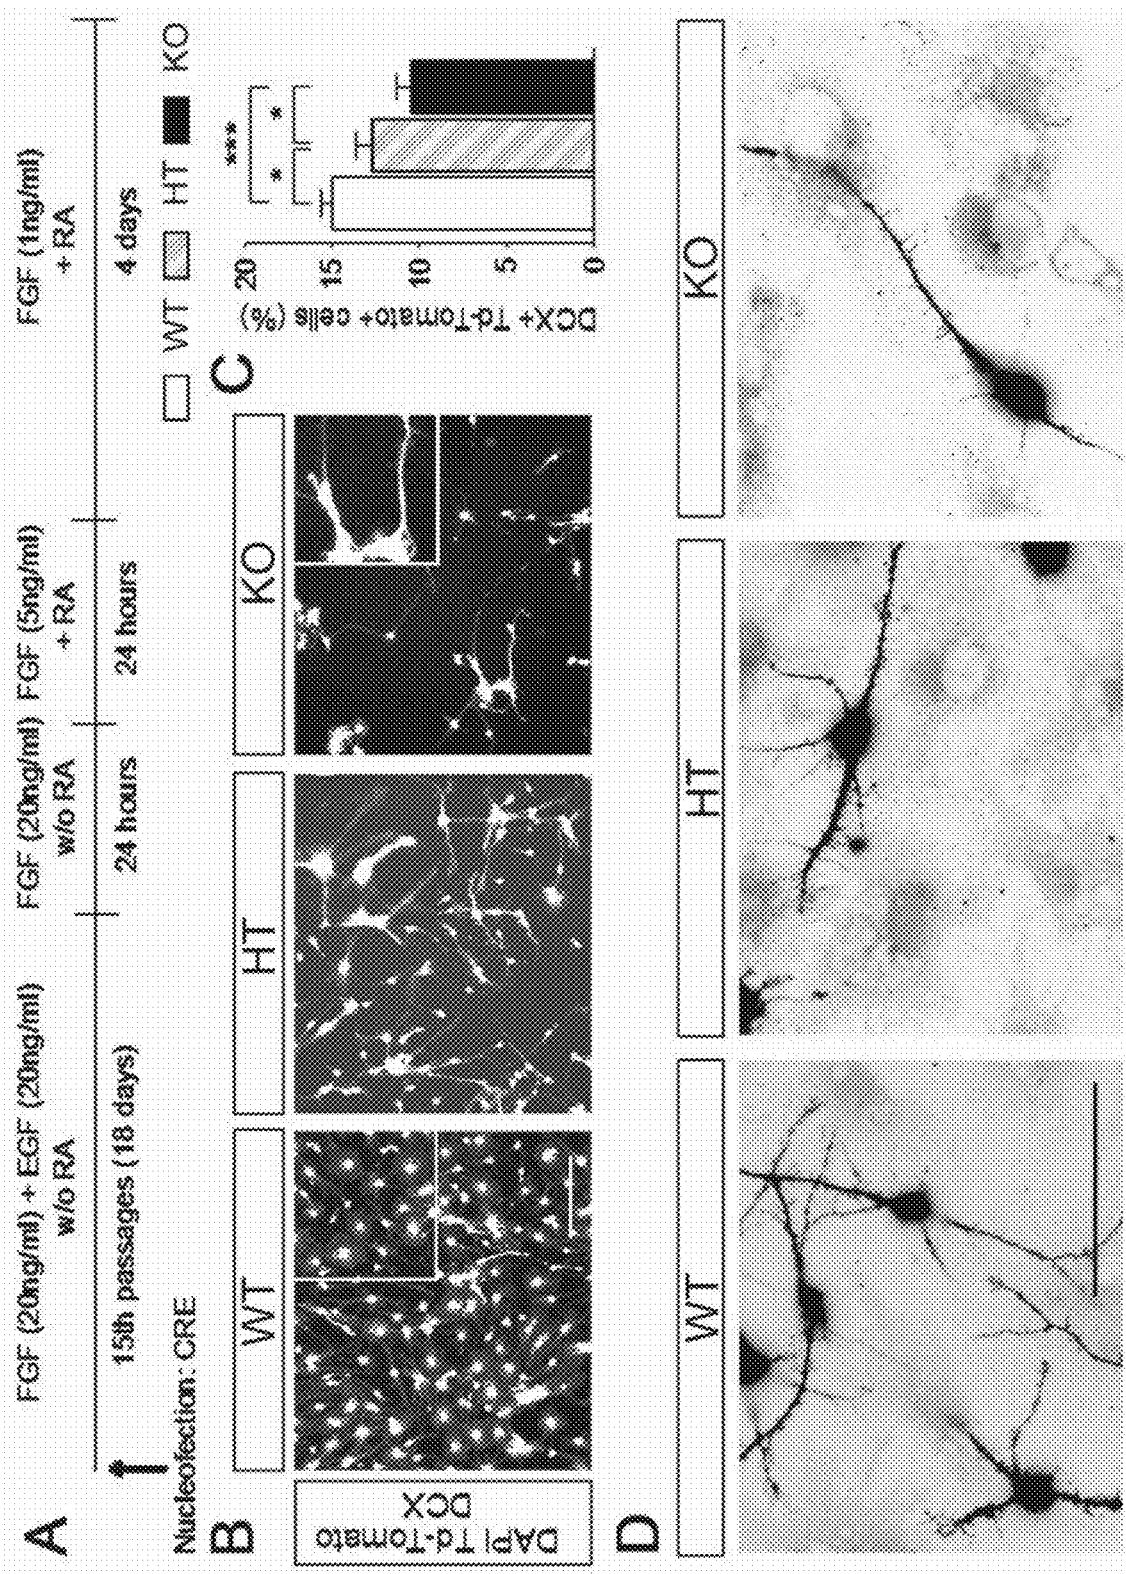 A
FGF (20ng/ml) + EGF (20ng/ml)
w/o RA
FGF (20ng/ml)
w/o RA
FGF (5ng/ml)
+ RA
FGF (1ng/ml)
+ RA
15th passages (18 days)
24 hours
24 hours
4 days
Nucleofection: CRE
WT
HT
KO
B
WT
HT
KO
DAPI Td-Tomato
DCX
C
DCX+ Td-Tomato+ cells (%)
20
15
10
5
0
***
*
*
D
WT
HT
KO